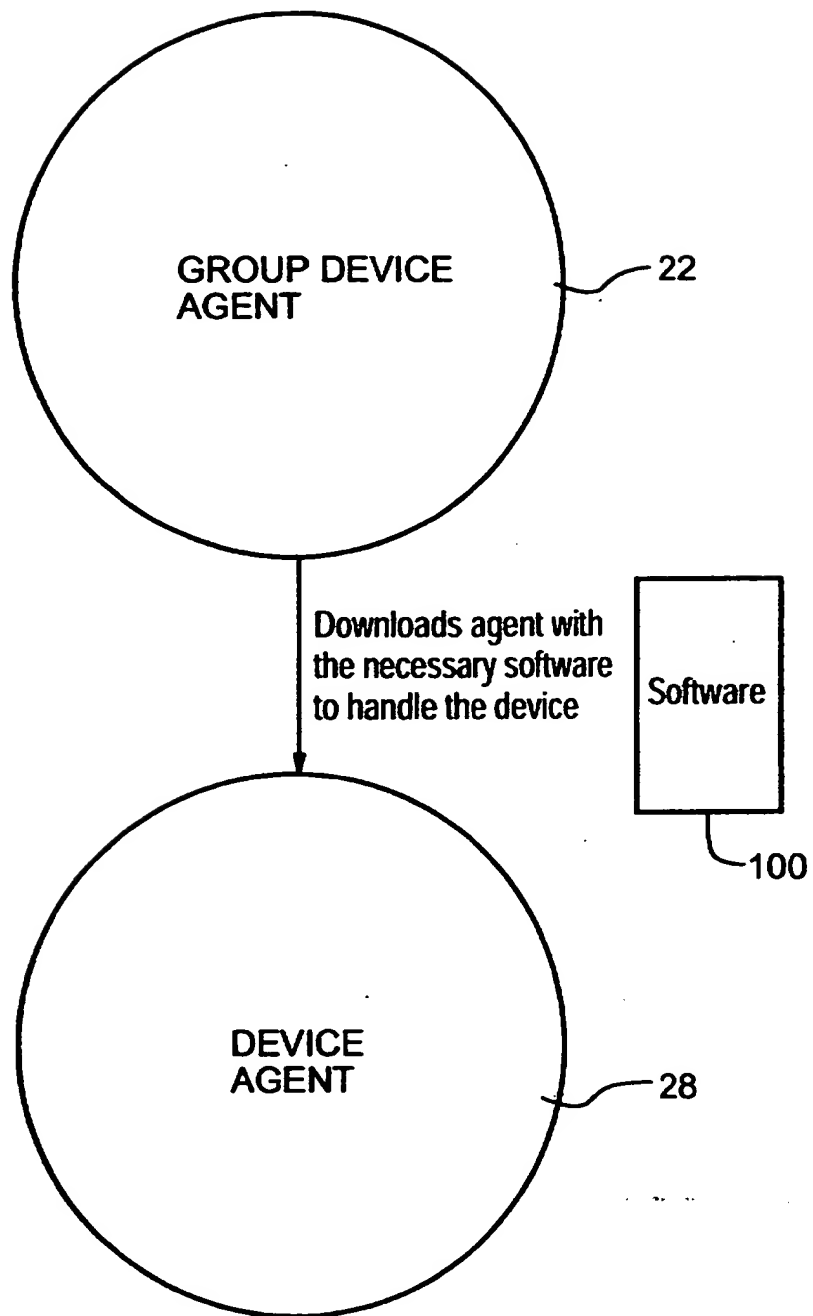 GROUP DEVICE
AGENT
22
Downloads agent with
the necessary software
to handle the device
Software
100
DEVICE
AGENT
28